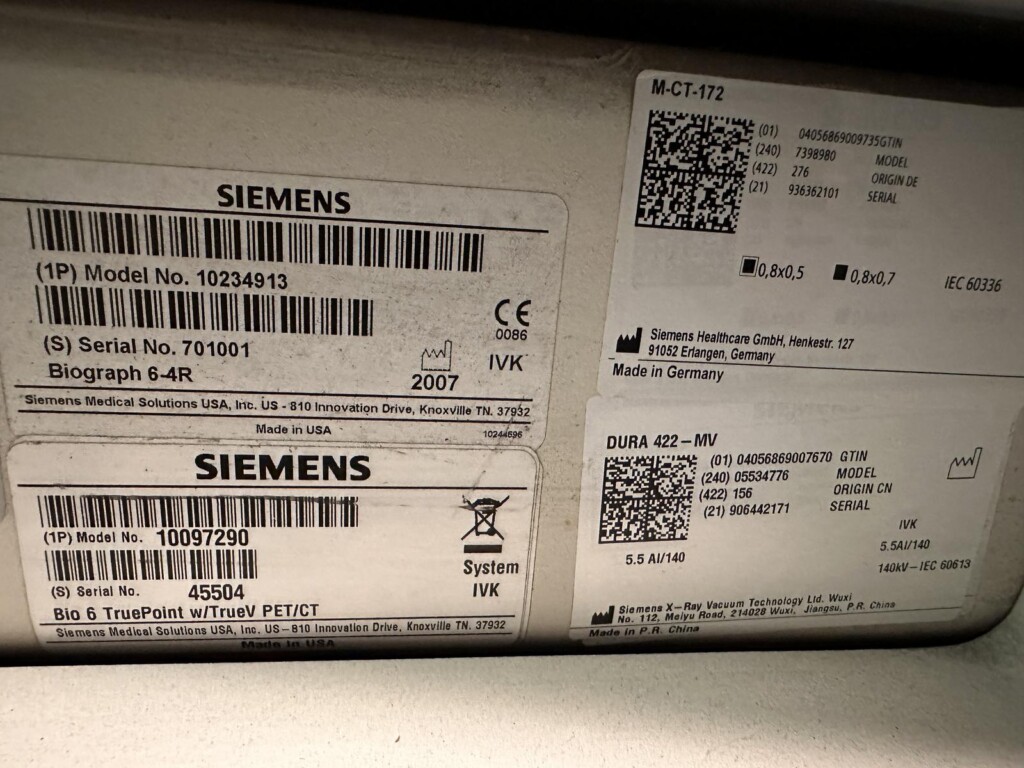 SIEMENS
(1P) Model No. 10234913
(S) Serial No. 701001
Biograph 6-4R
CE
0086
2007
IVK
Siemens Medical Solutions USA, Inc. US - 810 Innovation Drive, Knoxville TN. 37932
Made in USA
10244696
SIEMENS
(1P) Model No. 10097290
(S) Serial No. 45504
System
IVK
Bio 6 TruePoint w/TrueV PET/CT
Siemens Medical Solutions USA, Inc. US-810 Innovation Drive, Knoxville TN. 37932
Made in USA
M-CT-172
(01) 04056869009735GTIN
(240) 7398980 MODEL
(422) 276 ORIGIN DE
(21) 936362101 SERIAL
0,8x0,5 0,8x0,7 IEC 60336
Siemens Healthcare GmbH, Henkestr. 127
91052 Erlangen, Germany
Made in Germany
DURA 422-MV
(01) 04056869007670 GTIN
(240) 05534776 MODEL
(422) 156 ORIGIN CN
(21) 906442171 SERIAL
IVK
5.5 AI/140
5.5AI/140
140kV-IEC 60613
Siemens X-Ray Vacuum Technology Ltd. Wuxi
No. 112, Meiyu Road, 214028 Wuxi, Jiangsu, P.R. China
Made in P.R. China